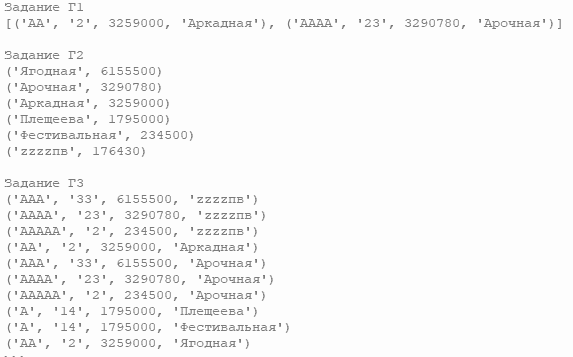 Задание Г1
[('АА', '2', 3259000, 'Аркадная'), ('АААА', '23', 3290780, 'Арочная')]
Задание Г2
('Ягодная', 6155500)
('Арочная', 3290780)
('Аркадная', 3259000)
('Плещеева', 1795000)
('Фестивальная', 234500)
('zzzzпв', 176430)
Задание Г3
('ААА', '33', 6155500, 'zzzzпв')
('АААА', '23', 3290780, 'zzzzпв')
('ААААА', '2', 234500, 'zzzzпв')
('АА', '2', 3259000, 'Аркадная')
('ААА', '33', 6155500, 'Арочная')
('АААА', '23', 3290780, 'Арочная')
('ААААА', '2', 234500, 'Арочная')
('А', '14', 1795000, 'Плещеева')
('А', '14', 1795000, 'Фестивальная')
('АА', '2', 3259000, 'Ягодная')